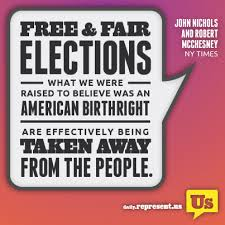 FREE & FAIR
ELECTIONS
WHAT WE WERE
RAISED TO BELIEVE WAS AN
AMERICAN BIRTHRIGHT
ARE EFFECTIVELY BEING
TAKEN AWAY
FROM THE PEOPLE.
JOHN NICHOLS
AND ROBERT
MCCHESNEY
NY TIMES
daily.represent.us
Us